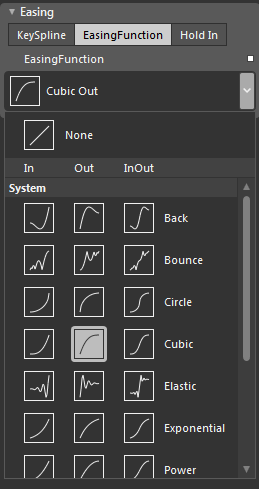 Easing
KeySpline EasingFunction Hold In
EasingFunction
Cubic Out
None
In Out InOut
System
Back
Bounce
Circle
Cubic
Elastic
Exponential
Power